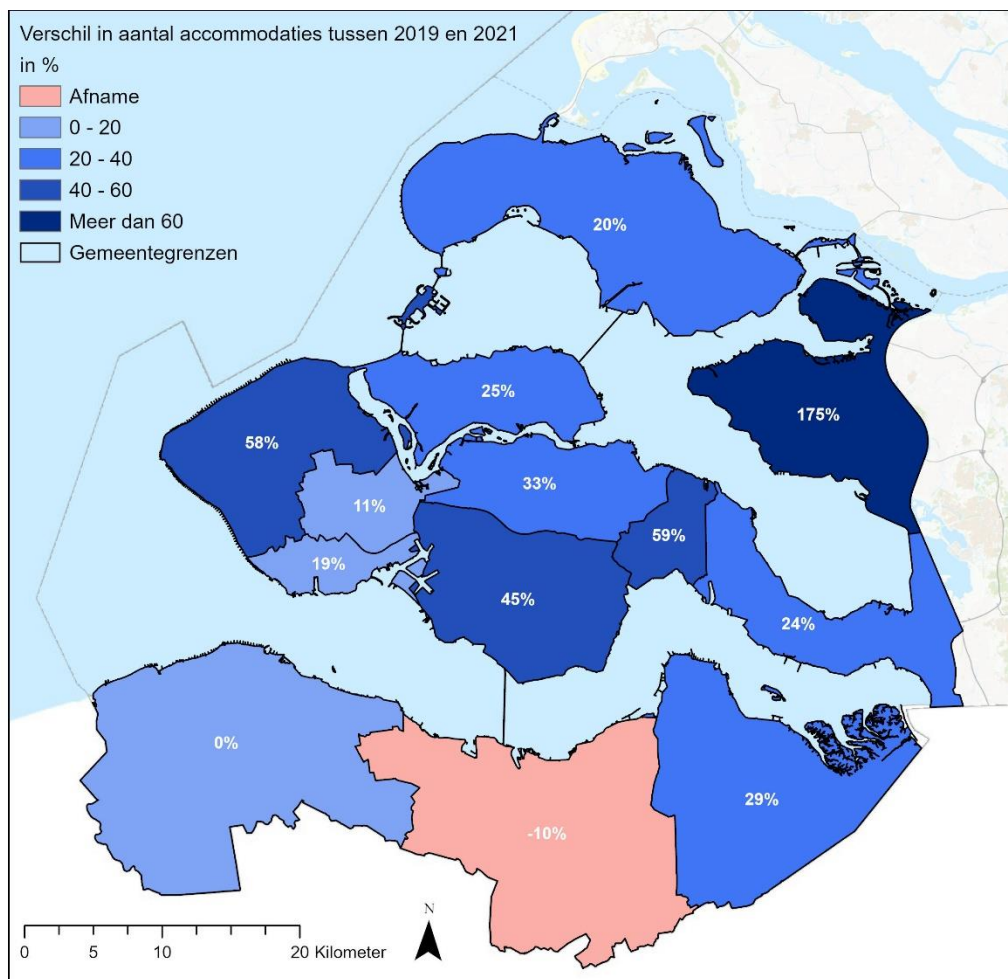 Verschil in aantal accommodaties tussen 2019 en 2021
in %
Afname
0 - 20
20 - 40
40 - 60
Meer dan 60
Gemeentegrenzen
20%
25%
175%
58%
33%
11%
59%
19%
45%
24%
0%
29%
-10%
N
0 5 10 20 Kilometer